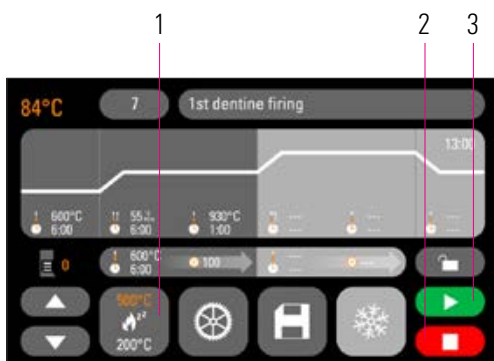 1 2 3
84°C 7 1st dentine firing
13:00
600°C 55 930°C --- --- ---
6:00 6:00 1:00 --- --- ---
0 600°C 100 --- ---
6:00 ---
500°C
200°C